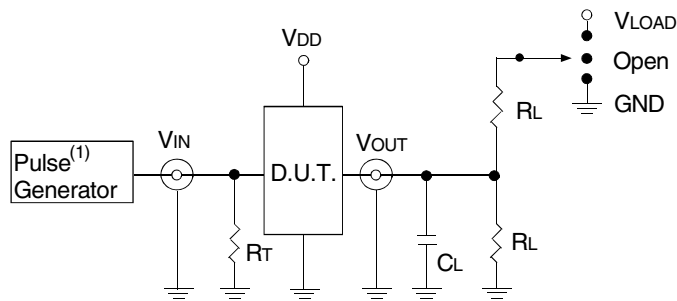 VLOAD
VDD
Open
RL
GND
VIN
VOUT
Pulse(1)
Generator
D.U.T.
RT
CL
RL